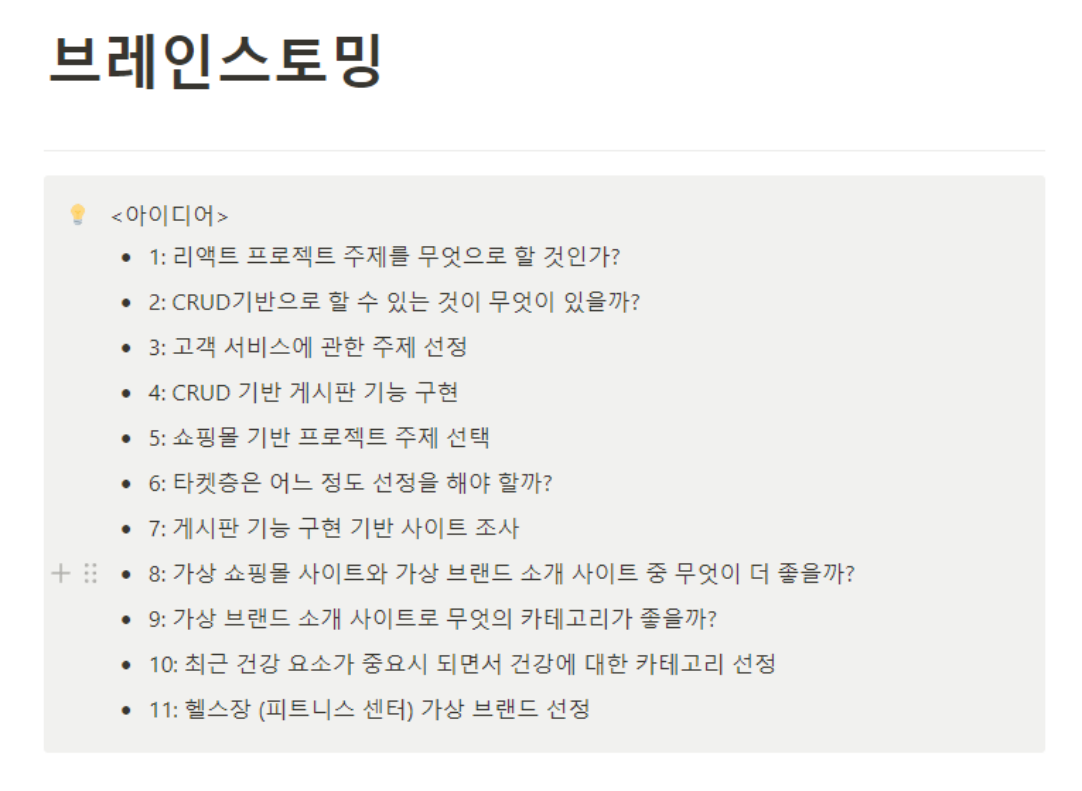 브레인스토밍
<아이디어>
1: 리액트 프로젝트 주제를 무엇으로 할 것인가?
2: CRUD기반으로 할 수 있는 것이 무엇이 있을까?
3: 고객 서비스에 관한 주제 선정
4: CRUD 기반 게시판 기능 구현
5: 쇼핑몰 기반 프로젝트 주제 선택
6: 타켓층은 어느 정도 선정을 해야 할까?
7: 게시판 기능 구현 기반 사이트 조사
8: 가상 쇼핑몰 사이트와 가상 브랜드 소개 사이트 중 무엇이 더 좋을까?
9: 가상 브랜드 소개 사이트로 무엇의 카테고리가 좋을까?
10: 최근 건강 요소가 중요시 되면서 건강에 대한 카테고리 선정
11: 헬스장 (피트니스 센터) 가상 브랜드 선정